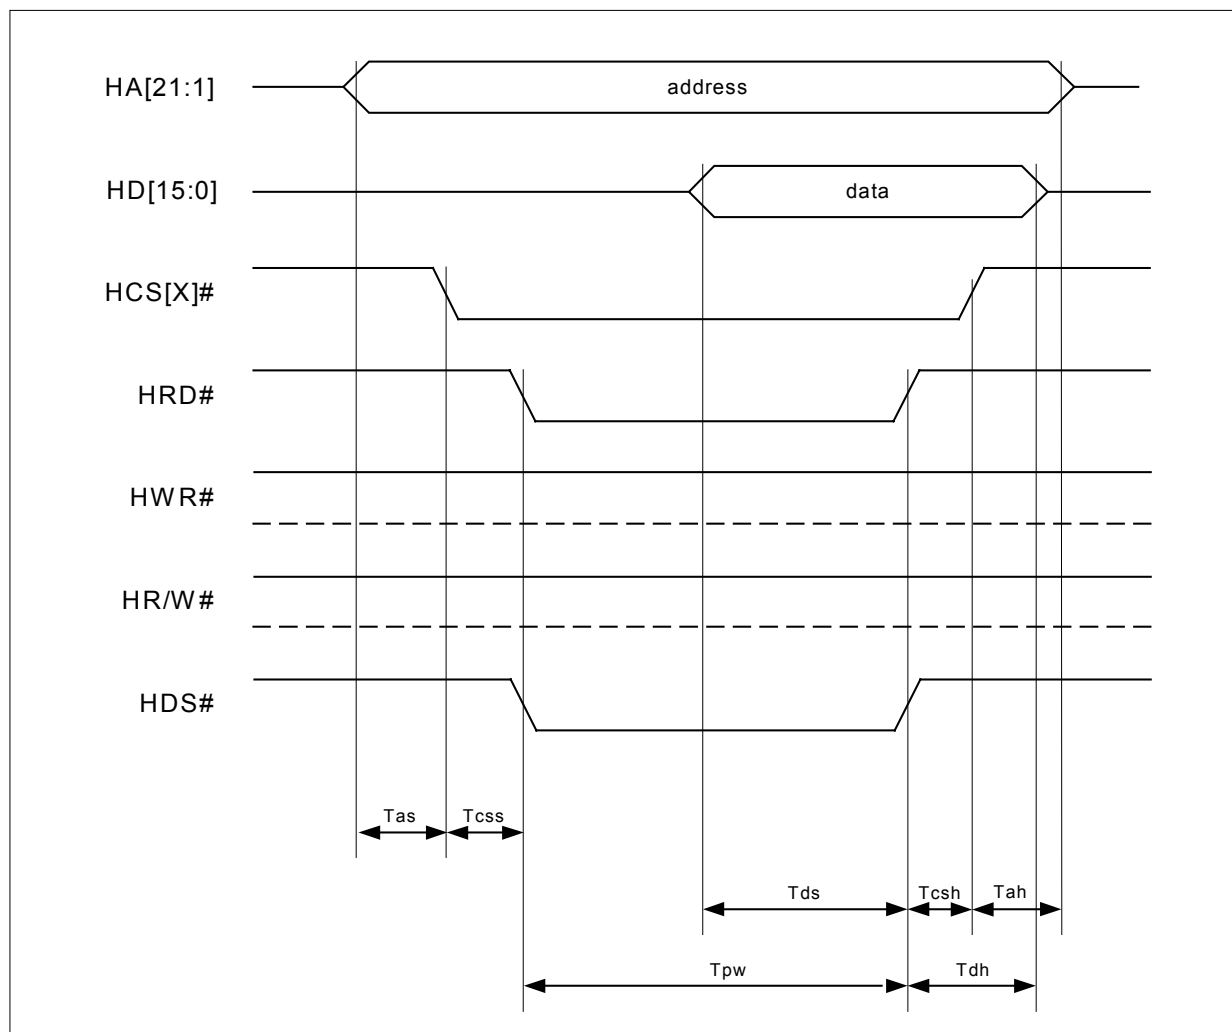 HA[21:1]
address
HD[15:0]
data
HCS[X]#
HRD#
HWR#
HR/W#
HDS#
Tas
Tcss
Tds
Tcsh
Tah
Tpw
Tdh